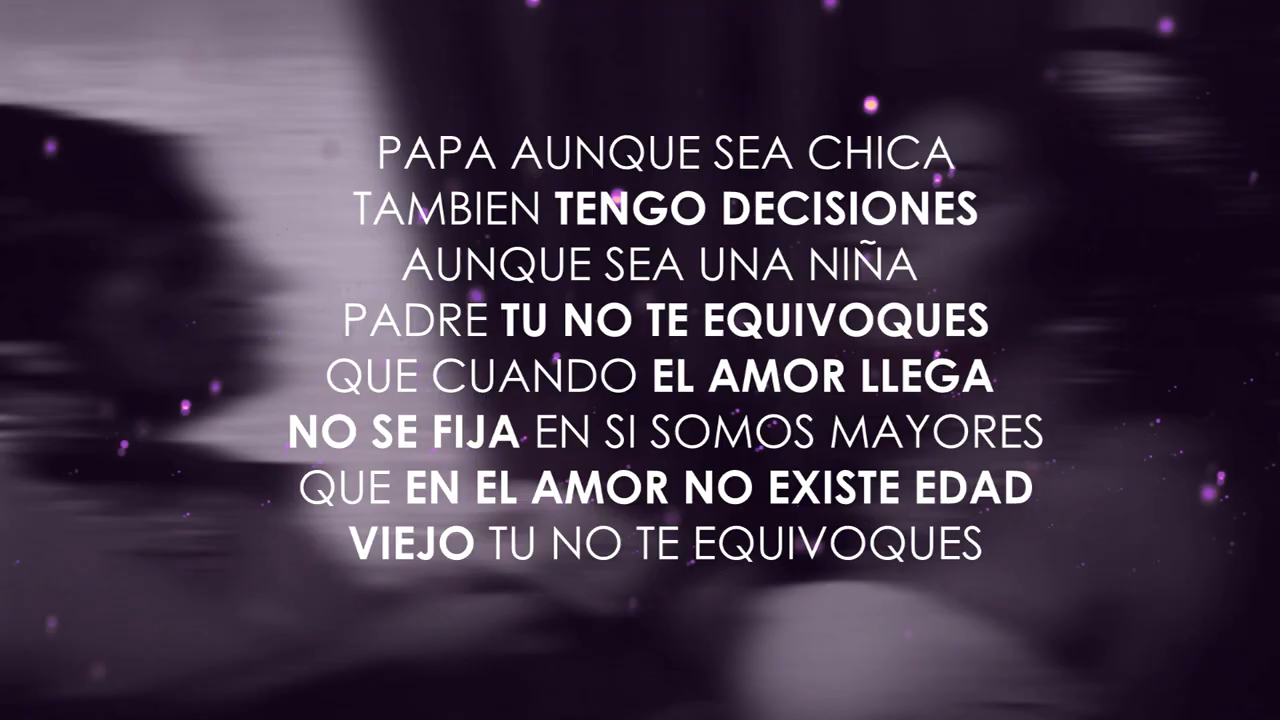 PAPA AUNQUE SEA CHICA
TAMBIEN TENGO DECISIONES
AUNQUE SEA UNA NIÑA
PADRE TU NO TE EQUIVOQUES
QUE CUANDO EL AMOR LLEGA
NO SE FIJA EN SI SOMOS MAYORES
QUE EN EL AMOR NO EXISTE EDAD
VIEJO TU NO TE EQUIVOQUES